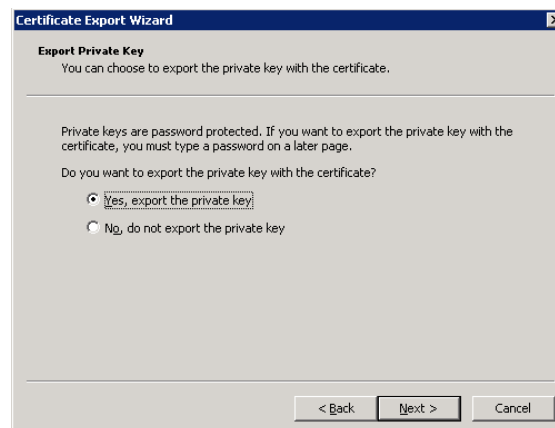 Certificate Export Wizard
Export Private Key
You can choose to export the private key with the certificate.
Private keys are password protected. If you want to export the private key with the
certificate, you must type a password on a later page.
Do you want to export the private key with the certificate?
Yes, export the private key
No, do not export the private key
< Back
Next >
Cancel